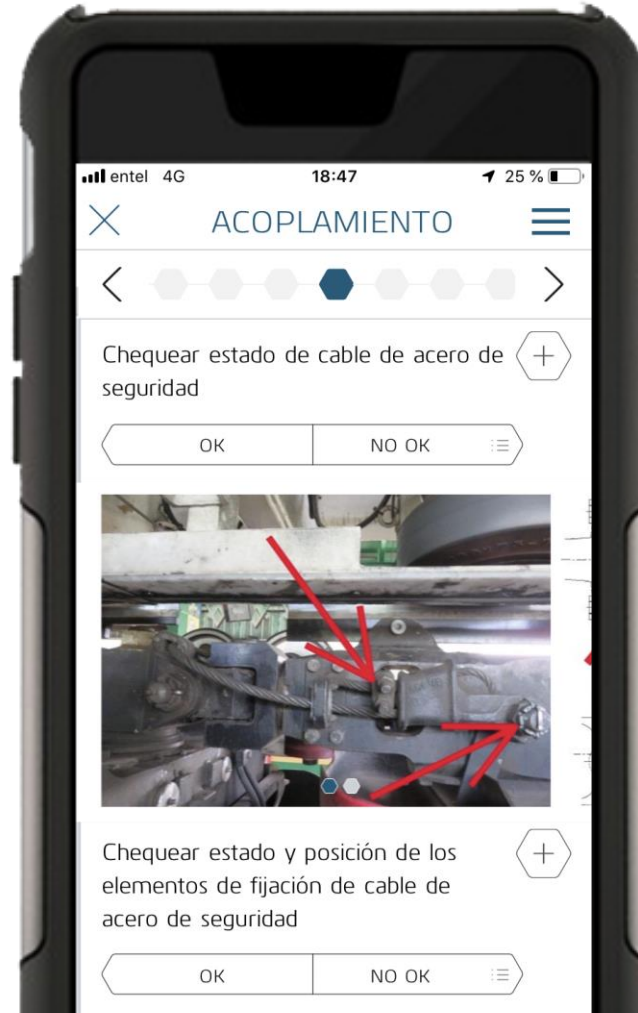 entel 4G 18:47 25 %
ACOPLAMIENTO
Chequear estado de cable de acero de
seguridad
OK NO OK
Chequear estado y posición de los
elementos de fijación de cable de
acero de seguridad
OK NO OK